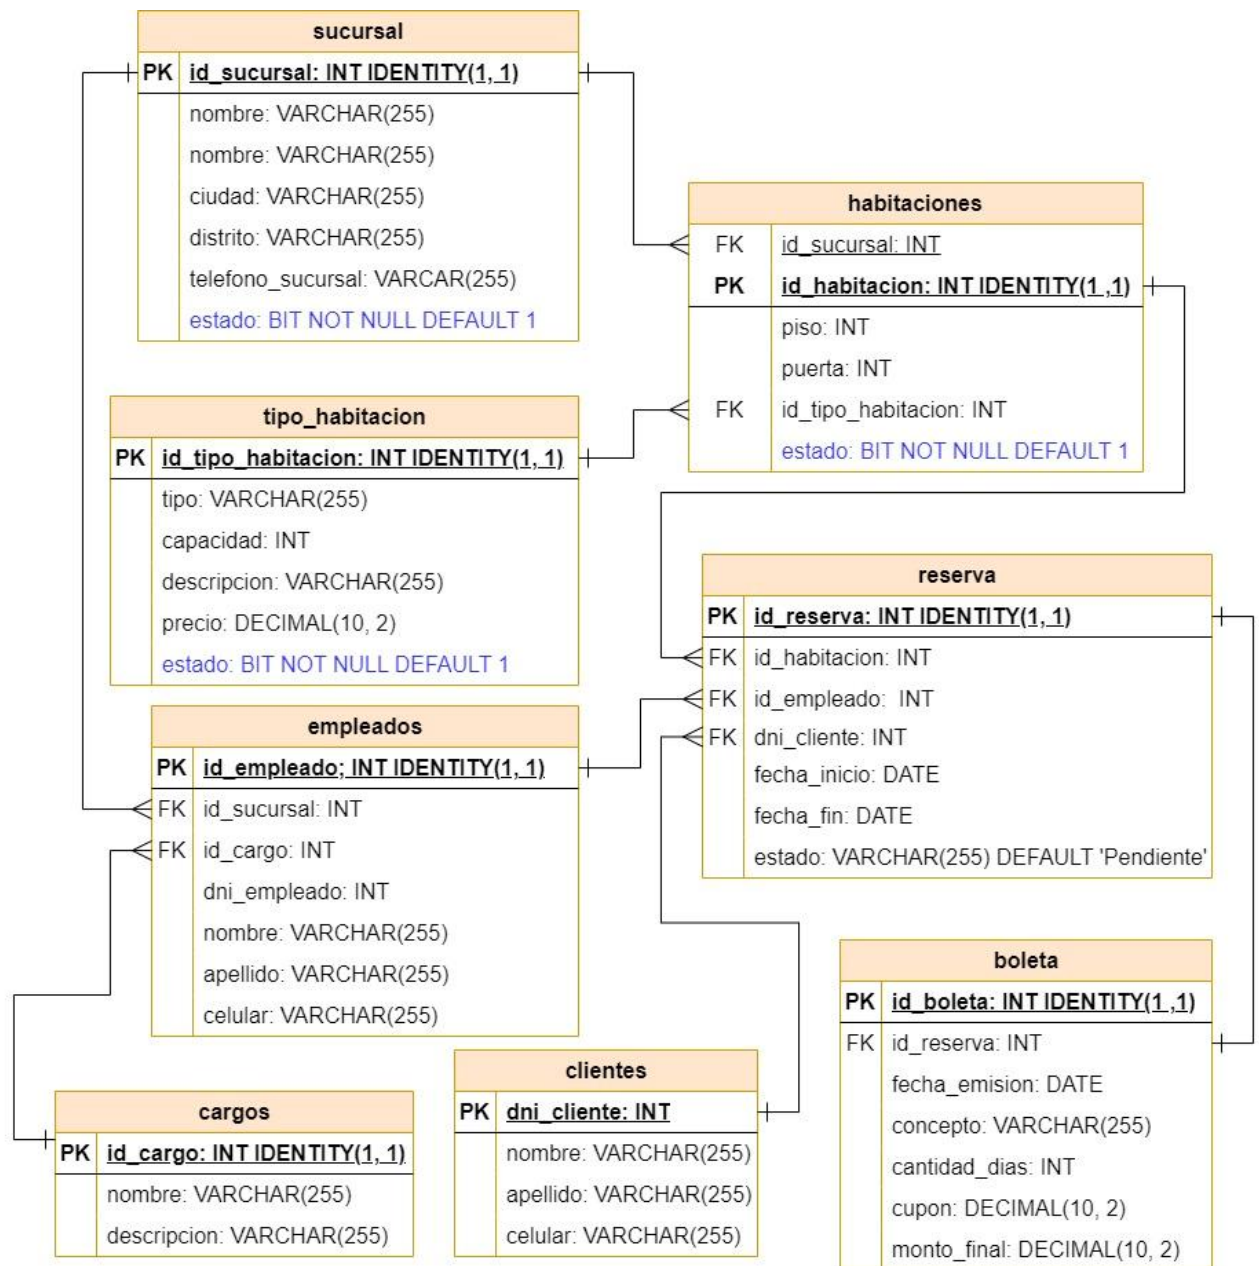 sucursal
PK id_sucursal: INT IDENTITY(1, 1)
nombre: VARCHAR(255)
nombre: VARCHAR(255)
ciudad: VARCHAR(255)
distrito: VARCHAR(255)
telefono_sucursal: VARCAR(255)
estado: BIT NOT NULL DEFAULT 1
habitaciones
FK id_sucursal: INT
PK id_habitacion: INT IDENTITY(1 ,1)
piso: INT
puerta: INT
FK id_tipo_habitacion: INT
estado: BIT NOT NULL DEFAULT 1
tipo_habitacion
PK id_tipo_habitacion: INT IDENTITY(1, 1)
tipo: VARCHAR(255)
capacidad: INT
descripcion: VARCHAR(255)
precio: DECIMAL(10, 2)
estado: BIT NOT NULL DEFAULT 1
reserva
PK id_reserva: INT IDENTITY(1, 1)
FK id_habitacion: INT
FK id_empleado: INT
FK dni_cliente: INT
fecha_inicio: DATE
fecha_fin: DATE
estado: VARCHAR(255) DEFAULT 'Pendiente'
empleados
PK id_empleado; INT IDENTITY(1, 1)
FK id_sucursal: INT
FK id_cargo: INT
dni_empleado: INT
nombre: VARCHAR(255)
apellido: VARCHAR(255)
celular: VARCHAR(255)
boleta
PK id_boleta: INT IDENTITY(1 ,1)
FK id_reserva: INT
fecha_emision: DATE
concepto: VARCHAR(255)
cantidad_dias: INT
cupon: DECIMAL(10, 2)
monto_final: DECIMAL(10, 2)
clientes
PK dni_cliente: INT
nombre: VARCHAR(255)
apellido: VARCHAR(255)
celular: VARCHAR(255)
cargos
PK id_cargo: INT IDENTITY(1, 1)
nombre: VARCHAR(255)
descripcion: VARCHAR(255)